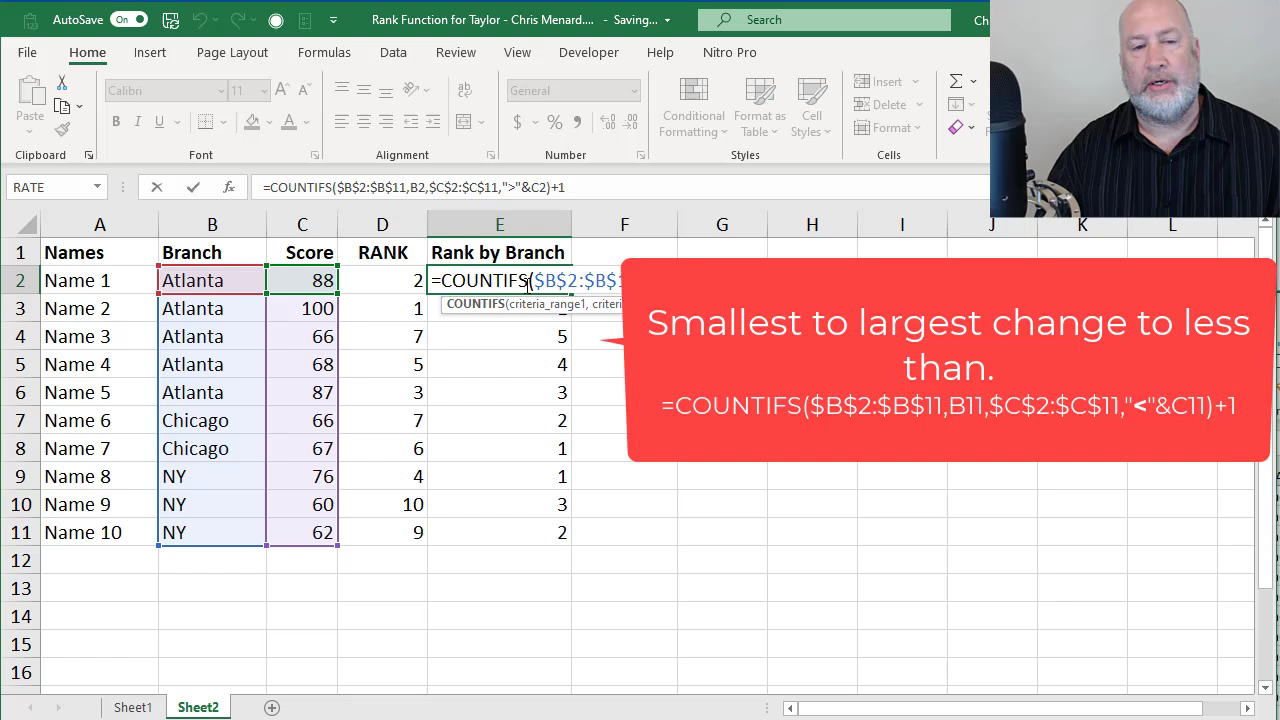 AutoSave On Rank Function for Taylor - Chris Menard.... - Saving... Search Ch
File Home Insert Page Layout Formulas Data Review View Developer Help Nitro Pro
Paste Calibri 11 General Conditional Formatting Format as Table Cell Styles Insert Delete Format
Clipboard Font Alignment Number Styles Cells
RATE =COUNTIFS($B$2:$B$11,B2,$C$2:$C$11,">"&C2)+1
A B C D E F G H I J K L
1 Names Branch Score RANK Rank by Branch
2 Name 1 Atlanta 88 2 =COUNTIFS($B$2:$B$1
COUNTIFS(criteria_range1, criteri
3 Name 2 Atlanta 100 1
4 Name 3 Atlanta 66 7 5
5 Name 4 Atlanta 68 5 4
6 Name 5 Atlanta 87 3 3
7 Name 6 Chicago 66 7 2
8 Name 7 Chicago 67 6 1
9 Name 8 NY 76 4 1
10 Name 9 NY 60 10 3
11 Name 10 NY 62 9 2
12
13
14
15
16
Smallest to largest change to less
than.
=COUNTIFS($B$2:$B$11,B11,$C$2:$C$11,"<"&C11)+1
Sheet1 Sheet2